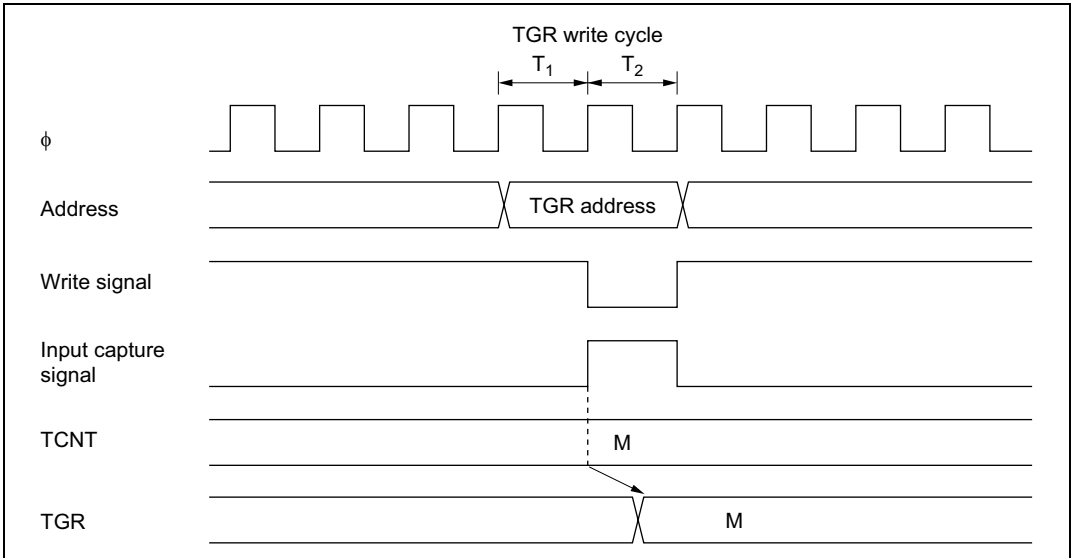 TGR write cycle
T₁ T₂
ϕ
Address TGR address
Write signal
Input capture
signal
TCNT M
TGR M